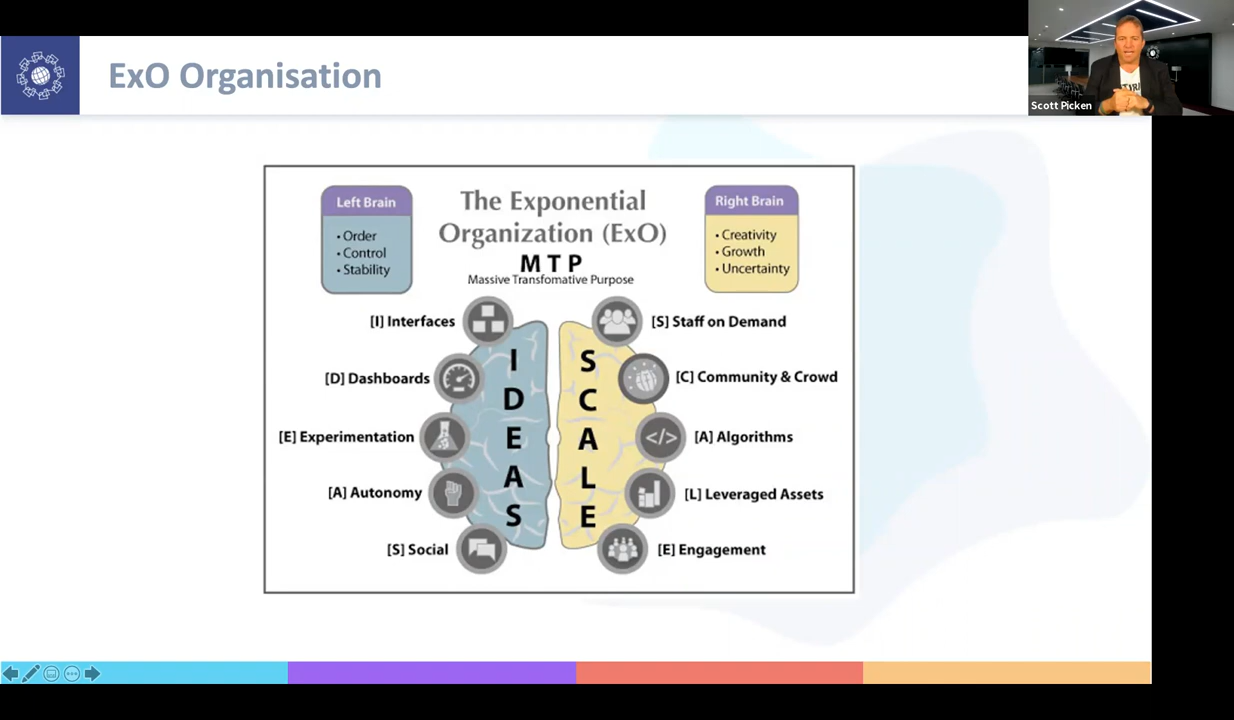 ExO Organisation
Scott Picken
Left Brain
• Order
• Control
• Stability
The Exponential
Organization (ExO)
MTP
Massive Transfomative Purpose
Right Brain
• Creativity
• Growth
• Uncertainty
[I] Interfaces
[D] Dashboards
[E] Experimentation
[A] Autonomy
[S] Social
I
D
E
A
S
S
C
A
L
E
[S] Staff on Demand
[C] Community & Crowd
</>
[A] Algorithms
[L] Leveraged Assets
[E] Engagement